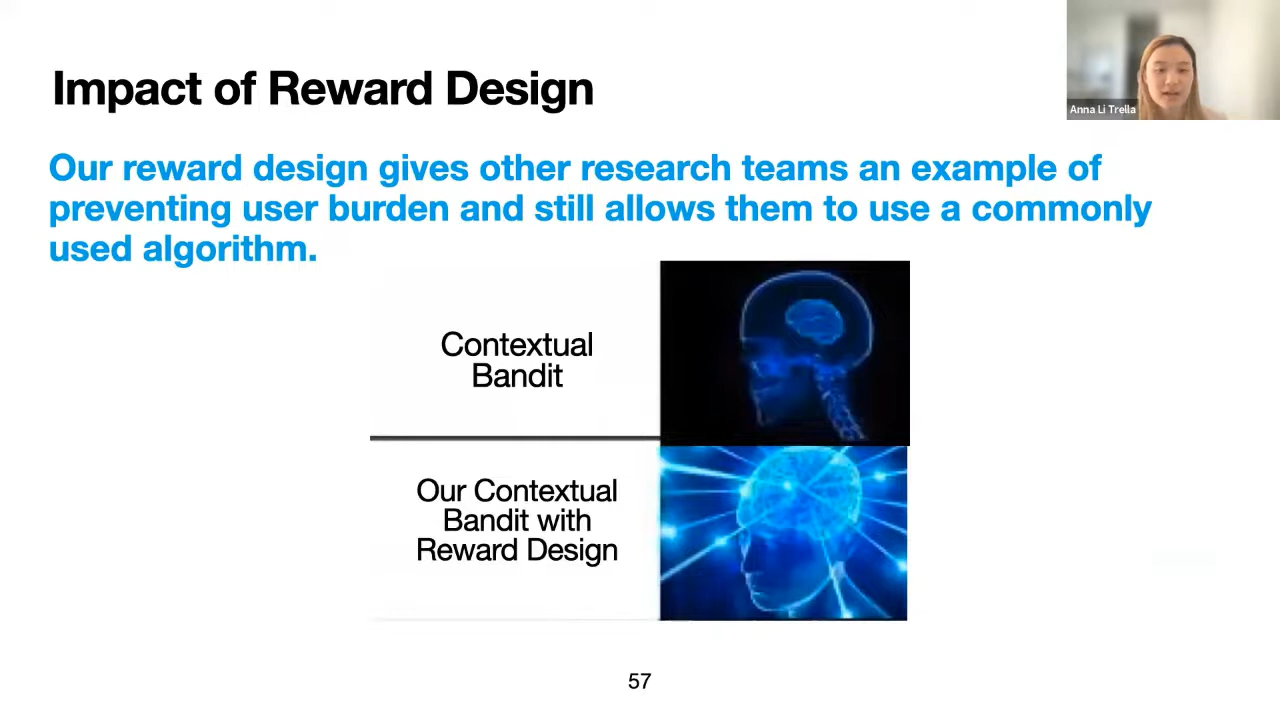 Impact of Reward Design
Anna Li Trella
Our reward design gives other research teams an example of
preventing user burden and still allows them to use a commonly
used algorithm.
Contextual
Bandit
Our Contextual
Bandit with
Reward Design
57